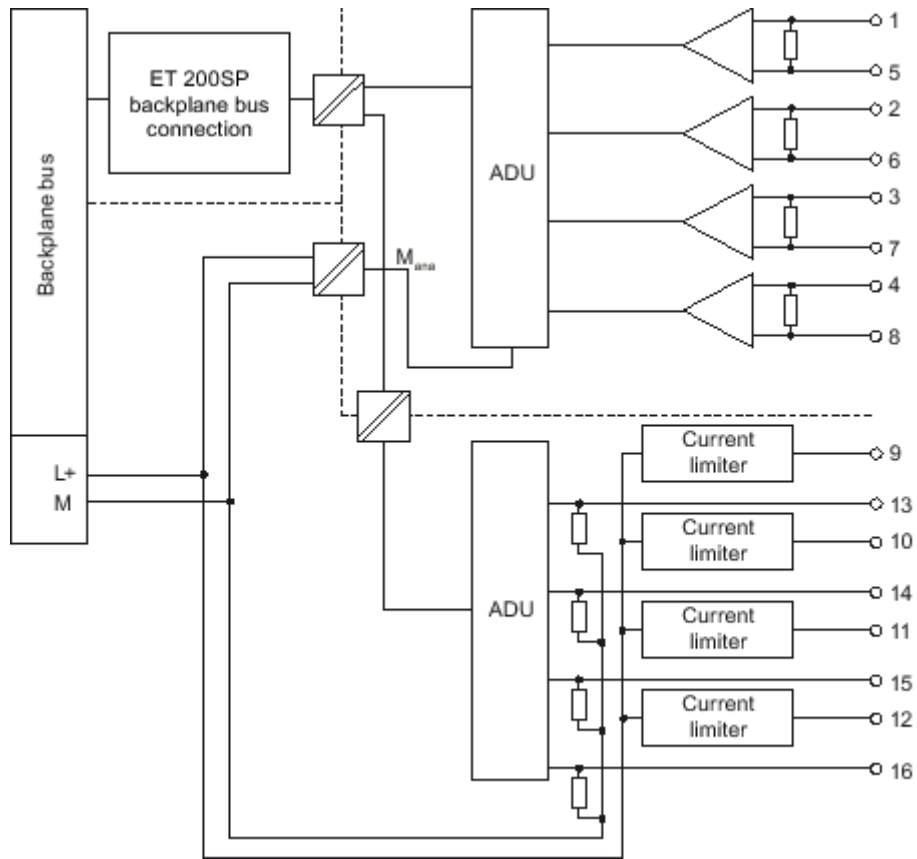 Backplane bus
ET 200SP
backplane bus
connection
ADU
1
5
2
6
3
7
4
8
Mana
L+
M
ADU
Current
limiter
9
13
Current
limiter
10
14
Current
limiter
11
15
Current
limiter
12
16